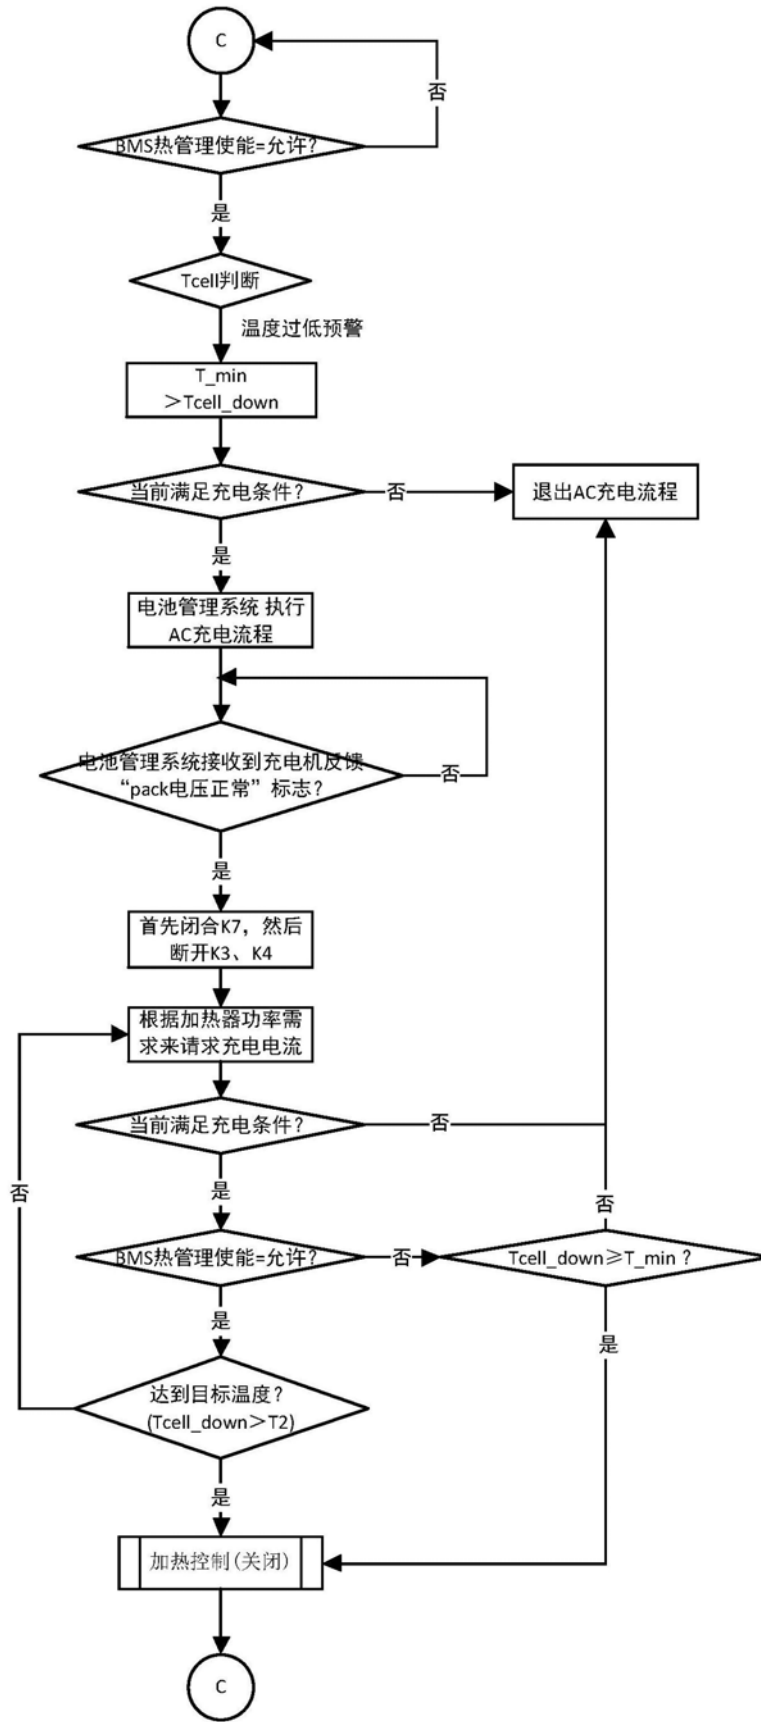 C
否
BMS热管理使能=允许？
是
Tcell判断
温度过低预警
T_min
＞Tcell_down
当前满足充电条件？
否
退出AC充电流程
是
电池管理系统 执行
AC充电流程
电池管理系统接收到充电机反馈
“pack电压正常”标志？
否
是
首先闭合K7，然后
断开K3、K4
根据加热器功率需
求来请求充电电流
当前满足充电条件？
否
是
否
否
BMS热管理使能=允许？
否
Tcell_down≥T_min？
是
是
达到目标温度？
(Tcell_down＞T2)
是
加热控制(关闭)
C